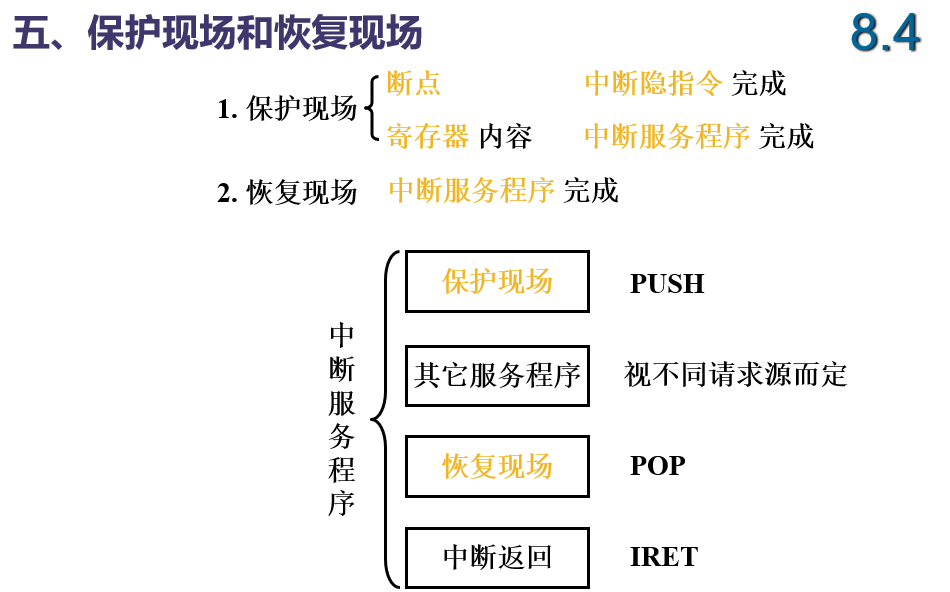 五、保护现场和恢复现场 8.4
断点 中断隐指令 完成
1. 保护现场
寄存器 内容 中断服务程序 完成
2. 恢复现场 中断服务程序 完成
中断服务程序
保护现场 PUSH
其它服务程序 视不同请求源而定
恢复现场 POP
中断返回 IRET